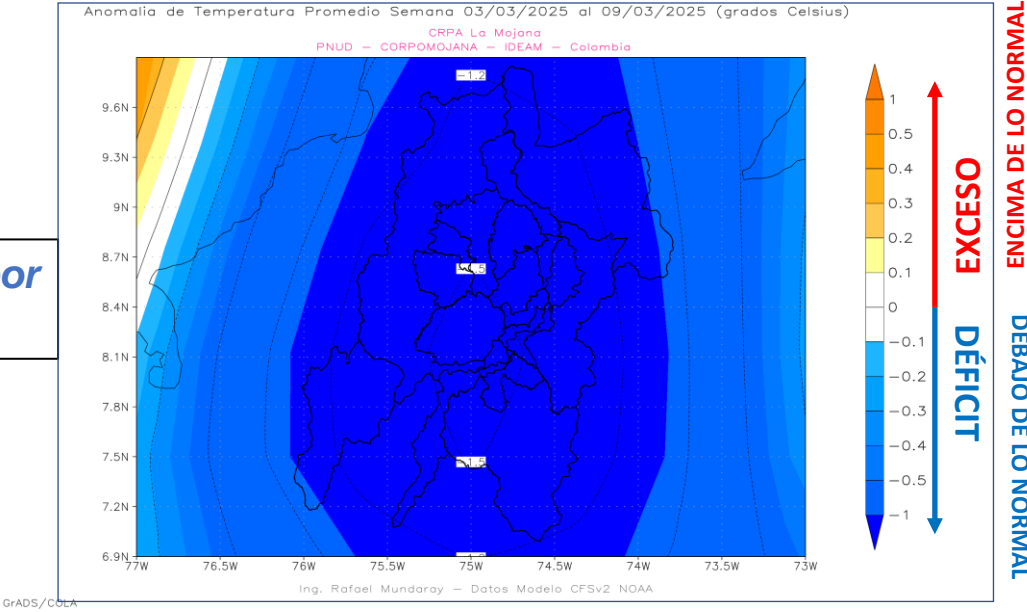 Anomalia de Temperatura Promedio Semana 03/03/2025 al 09/03/2025 (grados Celsius)
CRPA La Mojana
PNUD – CORPOMOJANA – IDEAM – Colombia
9.6N
9.3N
9N
8.7N
8.4N
8.1N
7.8N
7.5N
7.2N
6.9N
77W
76.5W
76W
75.5W
75W
74.5W
74W
73.5W
73W
−1.2
−1.5
1
0.5
0.4
0.3
0.2
0.1
0
−0.1
−0.2
−0.3
−0.4
−0.5
−1
EXCESO
DÉFICIT
ENCIMA DE LO NORMAL
DEBAJO DE LO NORMAL
or
Ing. Rafael Mundaray – Datos Modelo CFSv2 NOAA
GrADS/COLA